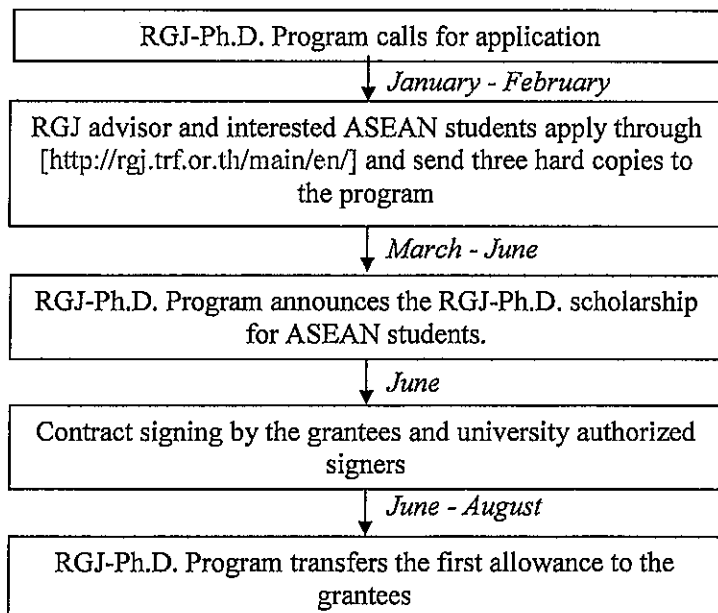 RGJ-Ph.D. Program calls for application
January - February
RGJ advisor and interested ASEAN students apply through
[http://rgj.trf.or.th/main/en/] and send three hard copies to
the program
March - June
RGJ-Ph.D. Program announces the RGJ-Ph.D. scholarship
for ASEAN students.
June
Contract signing by the grantees and university authorized
signers
June - August
RGJ-Ph.D. Program transfers the first allowance to the
grantees